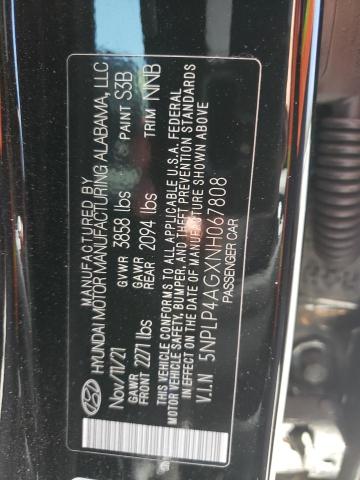 MANUFACTURED BY
HYUNDAI MOTOR MANUFACTURING ALABAMA, LLC
Nov/11/21 GVWR 3858 lbs PAINT S3B
GAWR FRONT 2271 lbs GAWR REAR 2094 lbs TRIM NNB
THIS VEHICLE CONFORMS TO ALL APPLICABLE U.S.A. FEDERAL
MOTOR VEHICLE SAFETY, BUMPER, AND THEFT PREVENTION STANDARDS
IN EFFECT ON THE DATE OF MANUFACTURE SHOWN ABOVE
V.I.N 5NPLP4AGXNH067808
PASSENGER CAR